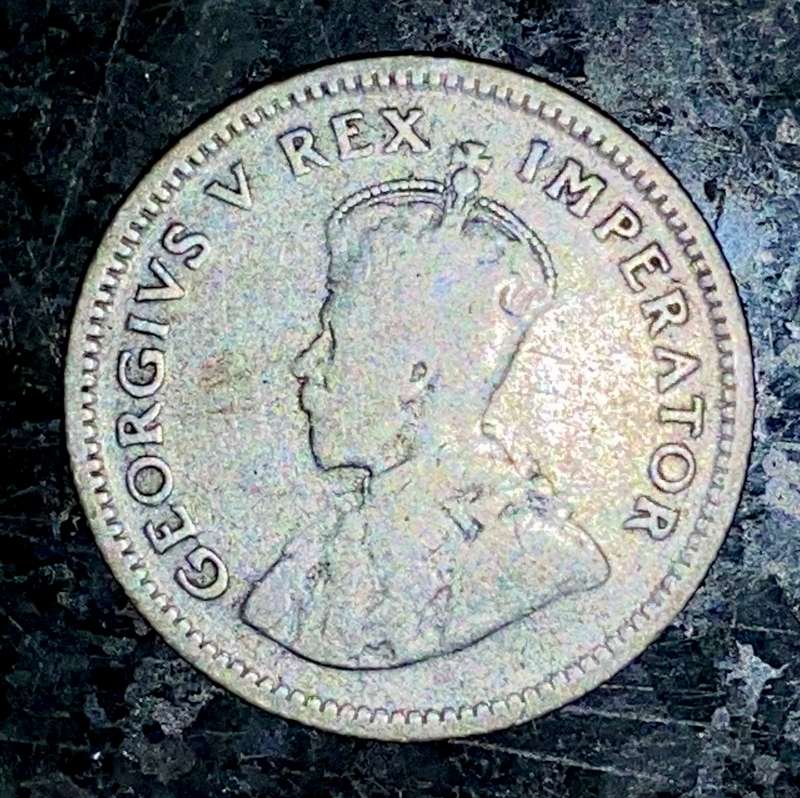 GEORGIVS V REX IMPERATOR